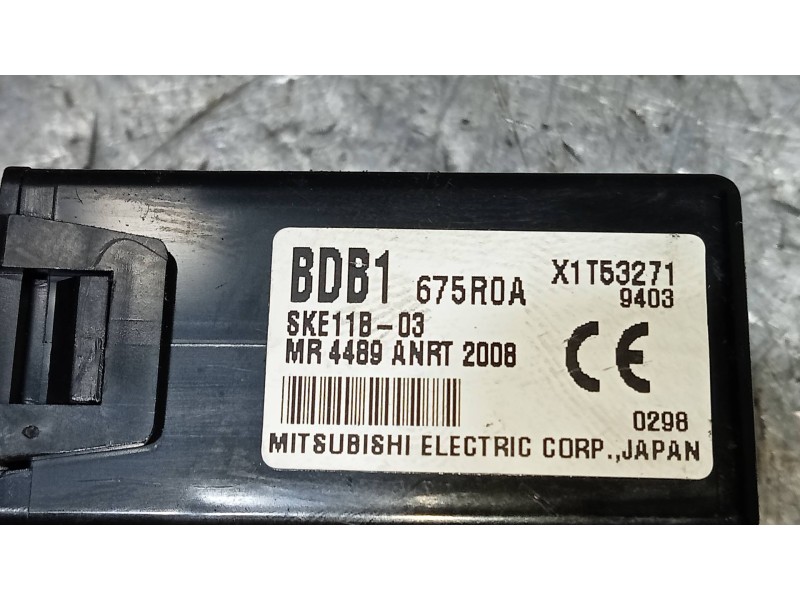 BDB1 675R0A X1T53271
9403
SKE11B-03
MR 4489 ANRT 2008
CE
0298
MITSUBISHI ELECTRIC CORP.,JAPAN